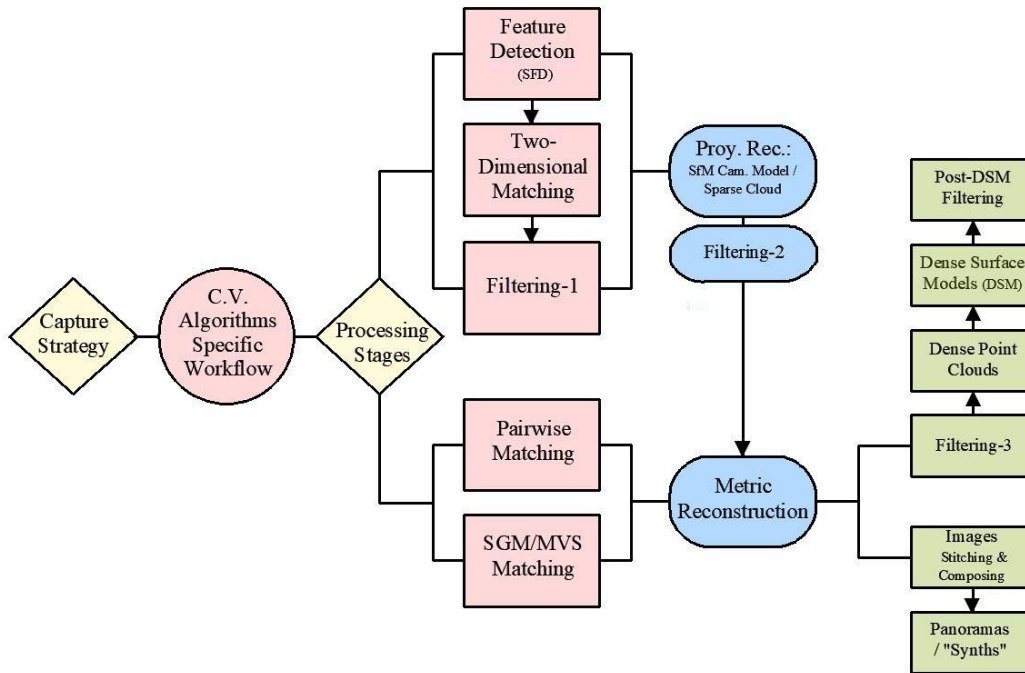 Capture
Strategy
C.V.
Algorithms
Specific
Workflow
Processing
Stages
Feature
Detection
(SFD)
Two-
Dimensional
Matching
Filtering-1
Pairwise
Matching
SGM/MVS
Matching
Proy. Rec.:
SfM Cam. Model /
Sparse Cloud
Filtering-2
Metric
Reconstruction
Post-DSM
Filtering
Dense Surface
Models (DSM)
Dense Point
Clouds
Filtering-3
Images
Stitching &
Composing
Panoramas
/ "Synths"